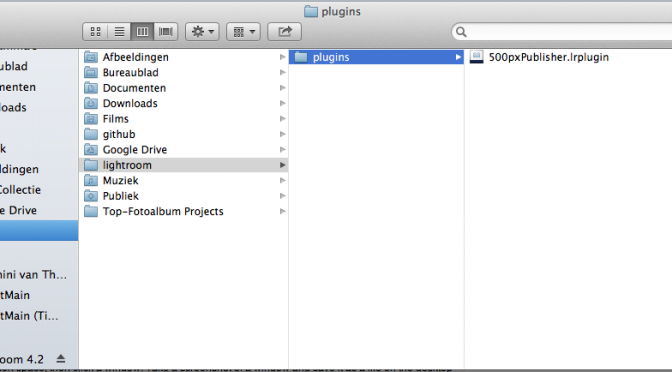 plugins
ublad
menten
loads
k
ldingen
Collectie
e Drive
nini van Th...
tMain
tMain (Ti...
oom 4.2
Afbeeldingen
Bureaublad
Documenten
Downloads
Films
github
Google Drive
lightroom
Muziek
Publiek
Top-Fotoalbum Projects
plugins
500pxPublisher.lrplugin